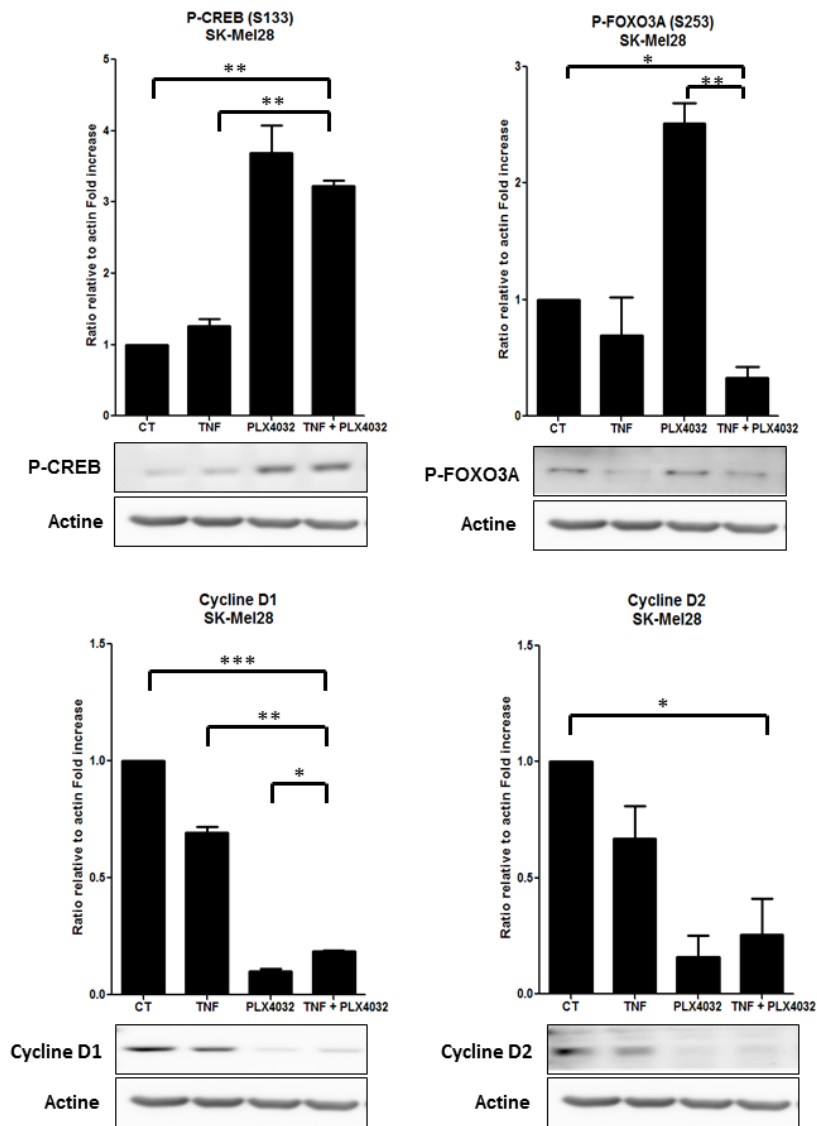 P-CREB (S133)
SK-Mel28
Ratio relative to actin Fold increase
5
4
3
2
1
0
**
**
CT TNF PLX4032 TNF + PLX4032
P-CREB
Actine
P-FOXO3A (S253)
SK-Mel28
Ratio relative to actin Fold increase
3
2
1
0
*
**
CT TNF PLX4032 TNF + PLX4032
P-FOXO3A
Actine
Cycline D1
SK-Mel28
Ratio relative to actin Fold increase
1.5
1.0
0.5
0.0
***
**
*
CT TNF PLX4032 TNF + PLX4032
Cycline D1
Actine
Cycline D2
SK-Mel28
Ratio relative to actin Fold increase
1.5
1.0
0.5
0.0
*
CT TNF PLX4032 TNF + PLX4032
Cycline D2
Actine